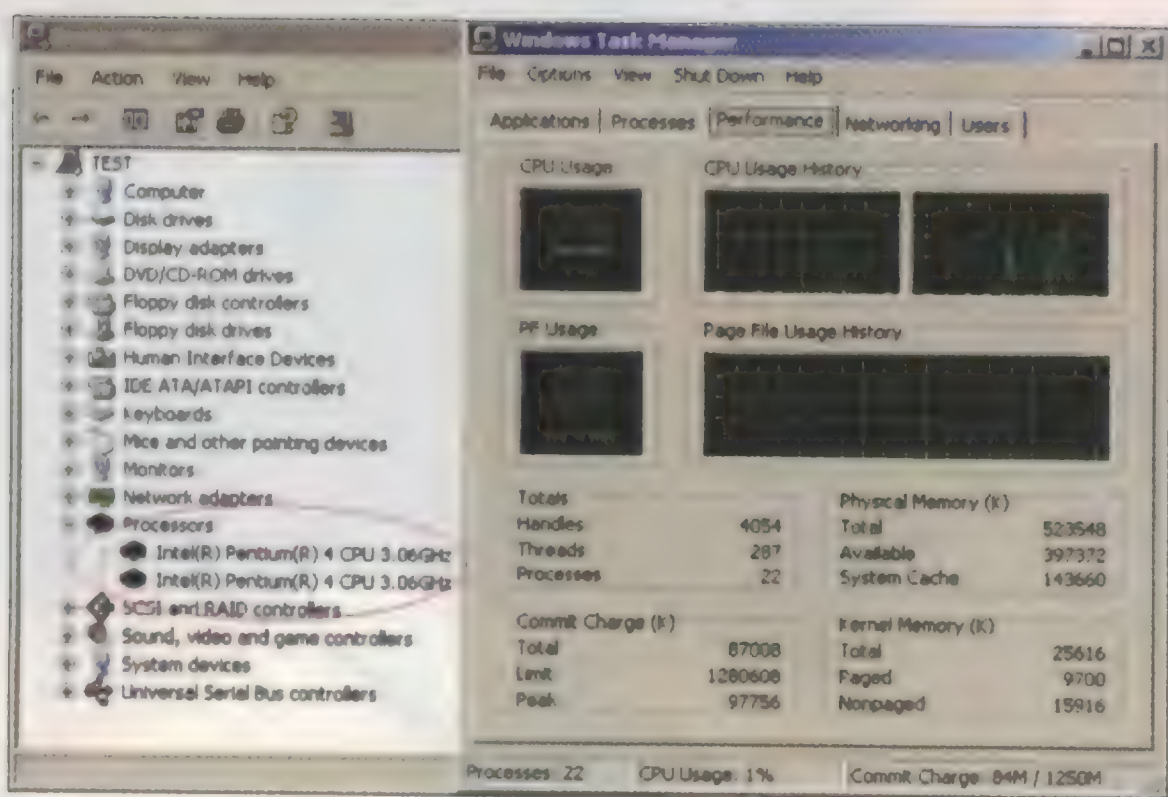 File Action View Help
TEST
Computer
Disk drives
Display adapters
DVD/CD-ROM drives
Floppy disk controllers
Floppy disk drives
Human Interface Devices
IDE ATA/ATAPI controllers
Keyboards
Mice and other pointing devices
Monitors
Network adapters
Processors
Intel(R) Pentium(R) 4 CPU 3.06GHz
Intel(R) Pentium(R) 4 CPU 3.06GHz
SCSI and RAID controllers
Sound, video and game controllers
System devices
Universal Serial Bus controllers
Windows Task Manager
File Options View Shut Down Help
Applications Processes Performance Networking Users
CPU Usage CPU Usage History
PF Usage Page File Usage History
Totals
Handles 4054
Threads 287
Processes 22
Physical Memory (K)
Total 523548
Available 397372
System Cache 143660
Commit Charge (K)
Total 87008
Limit 1280608
Peak 97756
Kernel Memory (K)
Total 25616
Paged 9700
Nonpaged 15916
Processes: 22 CPU Usage: 1% Commit Charge: 84M / 1250M